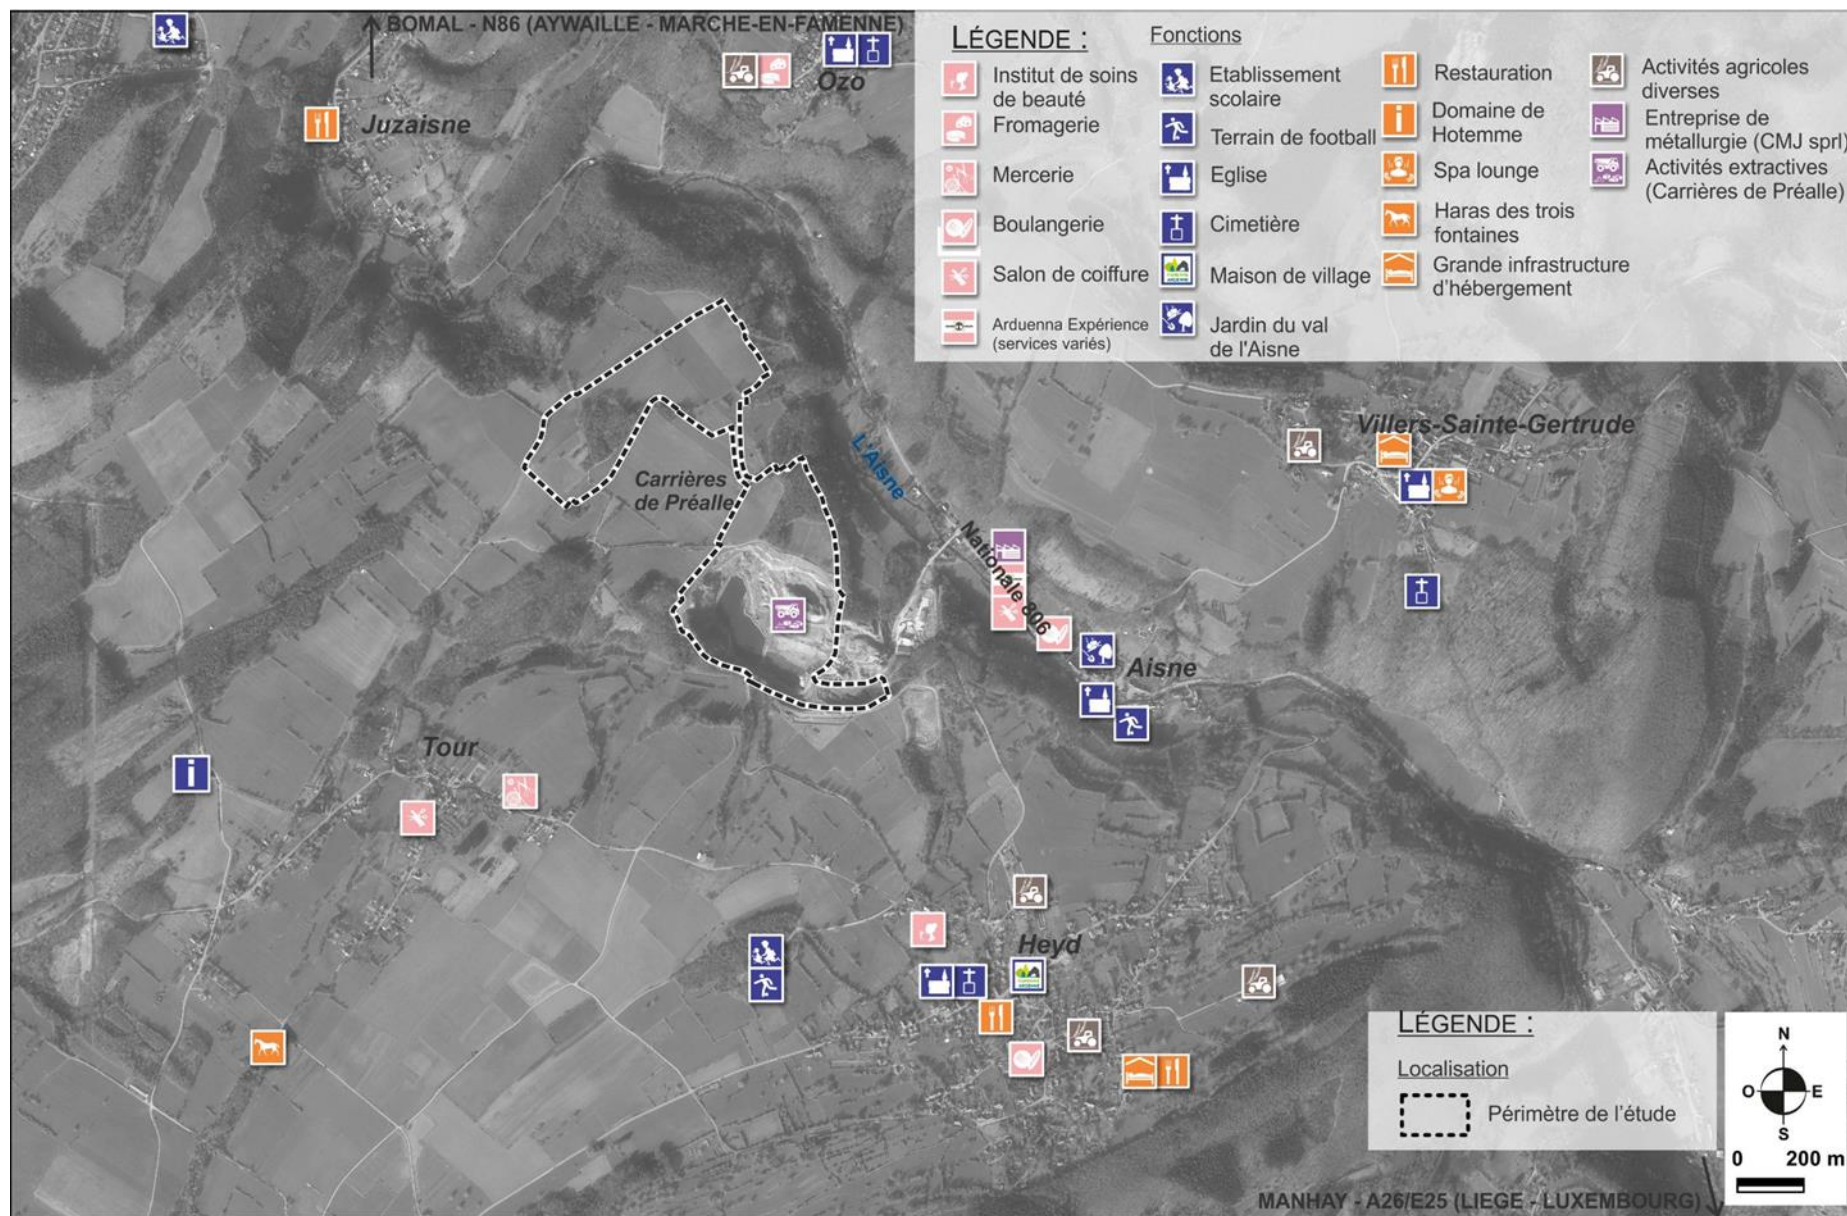 BOMAL - N86 (AYWAILLE - MARCHE-EN-FAMENNE)
Ozo
Juzaisne
LÉGENDE :
Fonctions
Institut de soins
de beauté
Fromagerie
Mercerie
Boulangerie
Salon de coiffure
Arduenna Expérience
(services variés)
Etablissement
scolaire
Terrain de football
Eglise
Cimetière
Maison de village
Jardin du val
de l'Aisne
Restauration
Domaine de
Hotemme
Spa lounge
Haras des trois
fontaines
Grande infrastructure
d'hébergement
Activités agricoles
diverses
Entreprise de
métallurgie (CMJ sprl)
Activités extractives
(Carrières de Préalle)
Villers-Sainte-Gertrude
L'Aisne
Carrières
de Préalle
Nationale 806
Aisne
Tour
Heyd
LÉGENDE :
Localisation
Périmètre de l'étude
N
O
E
S
0 200 m
MANHAY - A26/E25 (LIEGE - LUXEMBOURG)